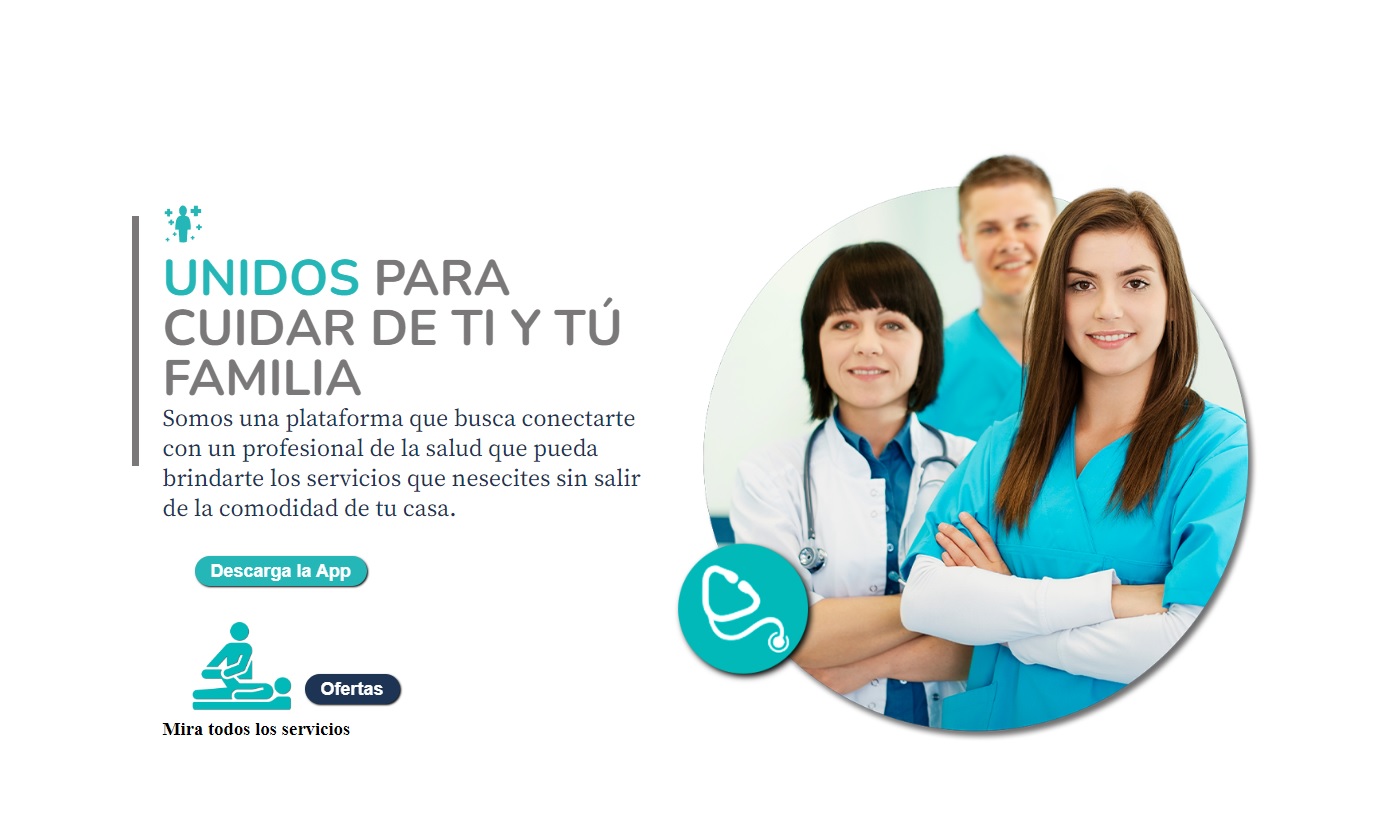 UNIDOS PARA
CUIDAR DE TI Y TÚ
FAMILIA
Somos una plataforma que busca conectarte
con un profesional de la salud que pueda
brindarte los servicios que nesecites sin salir
de la comodidad de tu casa.
Descarga la App
Ofertas
Mira todos los servicios